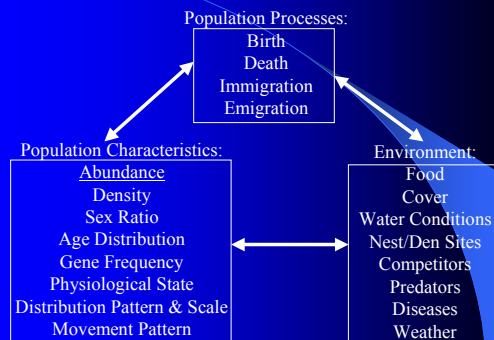 Population Processes:
Birth
Death
Immigration
Emigration
Population Characteristics:
Abundance
Density
Sex Ratio
Age Distribution
Gene Frequency
Physiological State
Distribution Pattern & Scale
Movement Pattern
Environment:
Food
Cover
Water Conditions
Nest/Den Sites
Competitors
Predators
Diseases
Weather